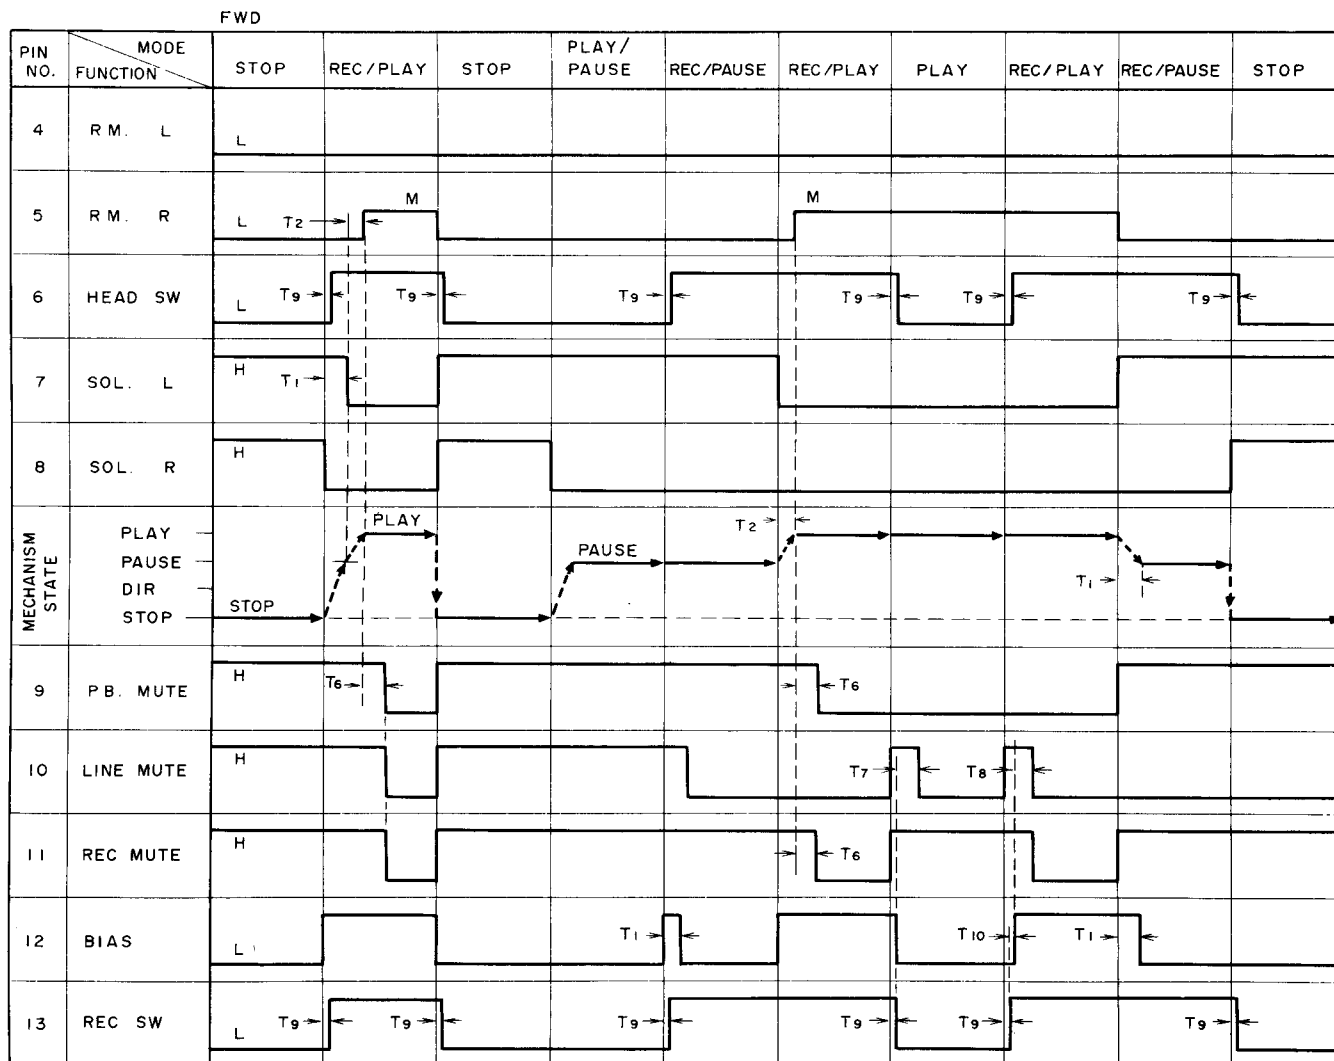 FWD
PIN NO. MODE FUNCTION STOP REC/PLAY STOP PLAY/ PAUSE REC/PAUSE REC/PLAY PLAY REC/PLAY REC/PAUSE STOP
4 RM. L L
5 RM. R L T2 M M
6 HEAD SW L T9 T9 T9 T9 T9 T9
7 SOL. L H T1
8 SOL. R H
MECHANISM STATE
PLAY PLAY T2
PAUSE PAUSE
DIR T1
STOP STOP
9 P.B. MUTE H T6 T6
10 LINE MUTE H T7 T8
11 REC MUTE H T6
12 BIAS L T1 T10 T1
13 REC SW L T9 T9 T9 T9 T9 T9